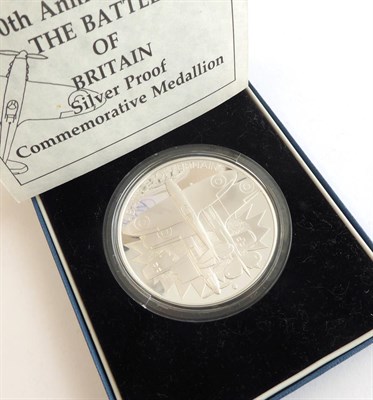 0th Anni
THE BATTLE
OF
BRITAIN
Silver Proof
Commemorative Medallion